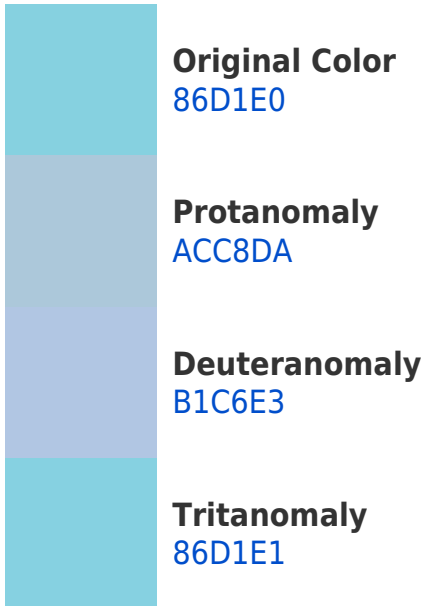 Original Color
86D1E0
Protanomaly
ACC8DA
Deuteranomaly
B1C6E3
Tritanomaly
86D1E1